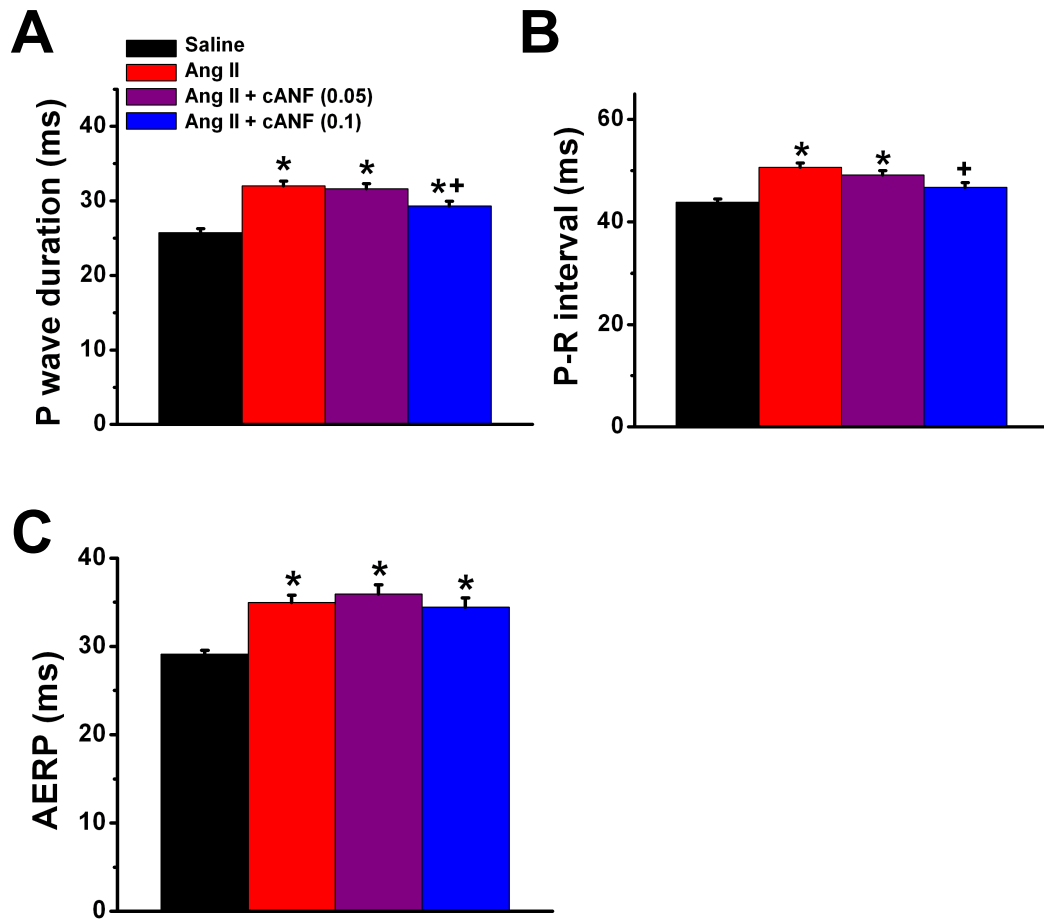 A
Saline
Ang II
Ang II + cANF (0.05)
Ang II + cANF (0.1)
P wave duration (ms)
40
30
20
10
0
*
*
*+
B
P-R interval (ms)
60
40
20
0
*
*
+
C
AERP (ms)
40
30
20
10
0
*
*
*